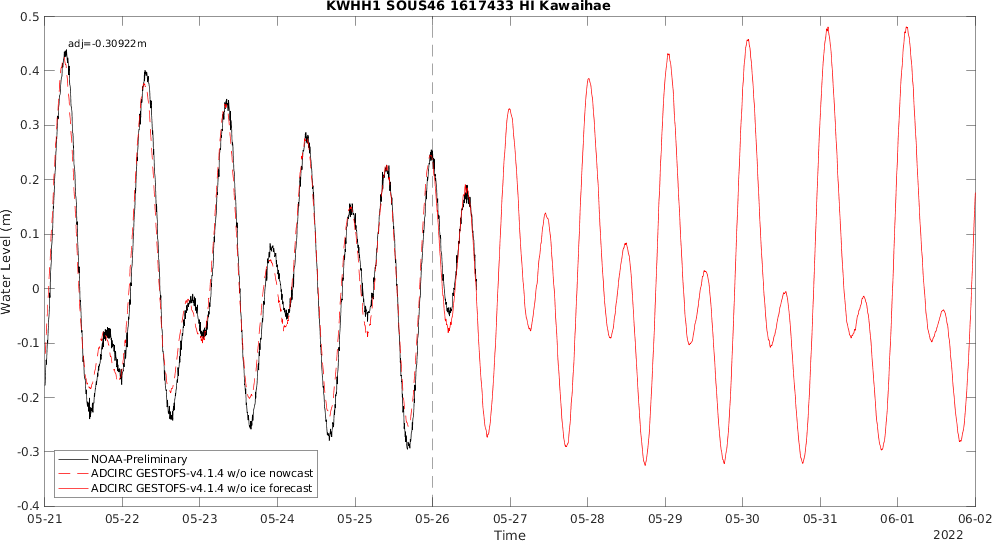 KWHH1 SOUS46 1617433 HI Kawaihae
adj=-0.30922m
0.5
0.4
0.3
0.2
0.1
0
-0.1
-0.2
-0.3
-0.4
Water Level (m)
NOAA-Preliminary
ADCIRC GESTOFS-v4.1.4 w/o ice nowcast
ADCIRC GESTOFS-v4.1.4 w/o ice forecast
05-21 05-22 05-23 05-24 05-25 05-26 05-27 05-28 05-29 05-30 05-31 06-01 06-02
Time
2022